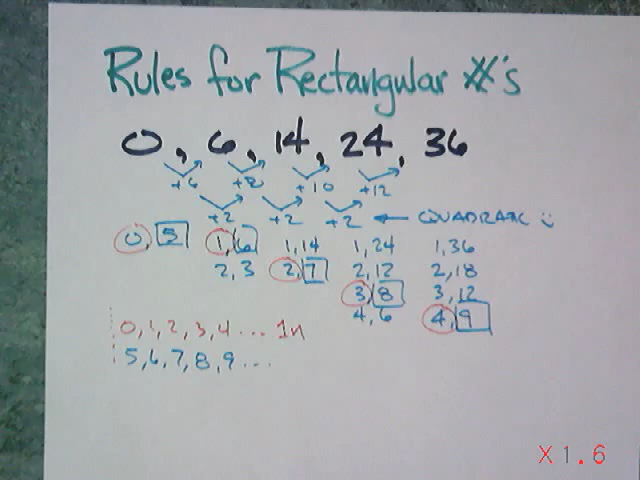 Rules for Rectangular #'s
0, 6, 14, 24, 36
+6 +8 +10 +12
+2 +2 +2 ← QUADRATIC
0, 5 1, 6 1, 14 1, 24 1, 36
2, 3 2, 7 2, 12 2, 18
3, 8 3, 12
4, 6 4, 9
0, 1, 2, 3, 4 ... 1n
5, 6, 7, 8, 9 ...
X1.6